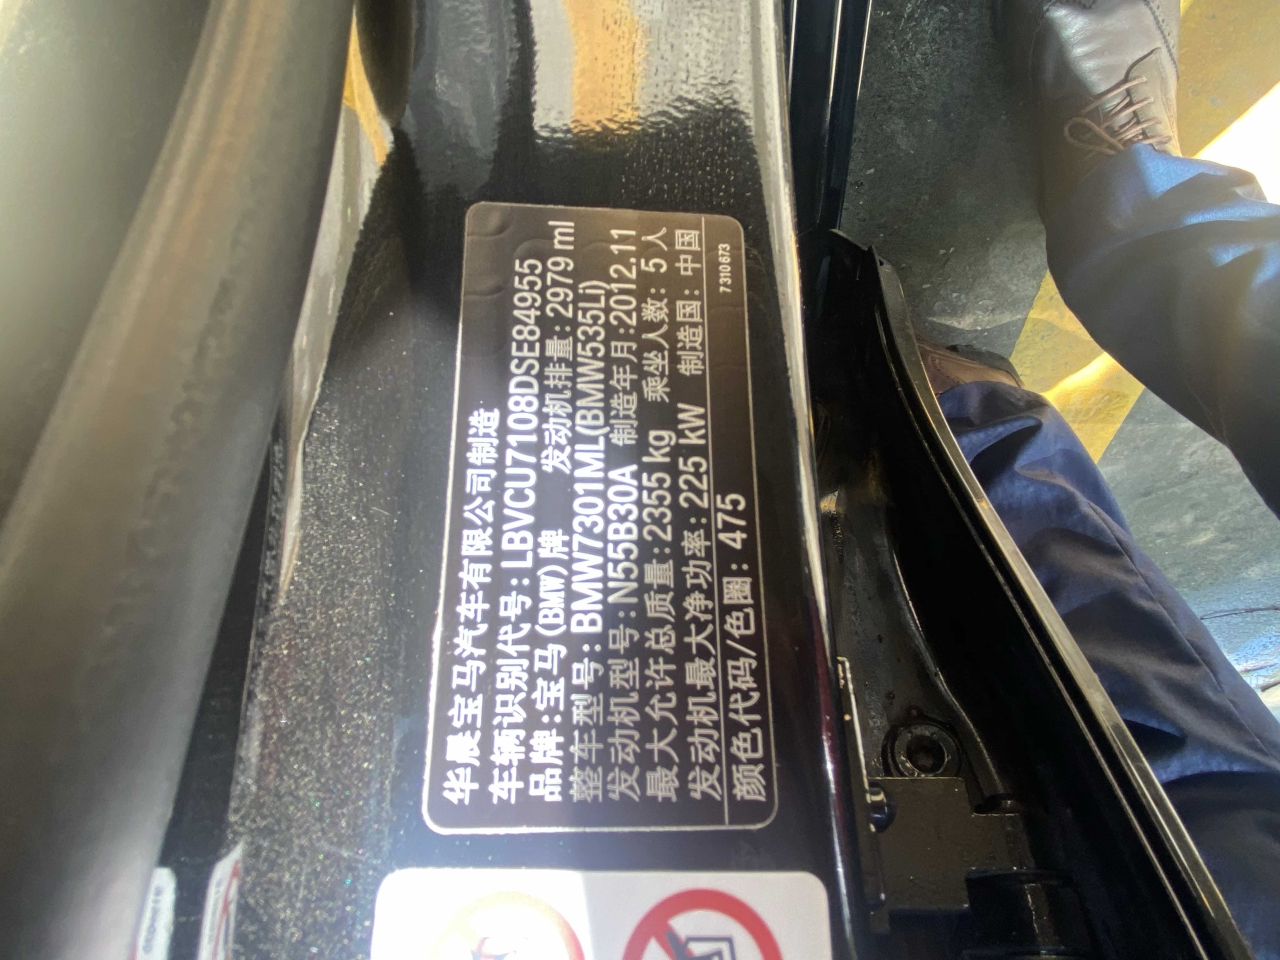 华晨宝马汽车有限公司制造
车辆识别代号:LBVCU7108DSE84955
品牌:宝马(BMW)牌 发动机排量:2979 ml
整车型号:BMW7301ML(BMW535Li)
发动机型号:N55B30A 制造年月:2012.11
最大允许总质量:2355 kg 乘坐人数: 5人
发动机最大净功率:225 kW 制造国: 中国
颜色代码/色圈: 475 7310673